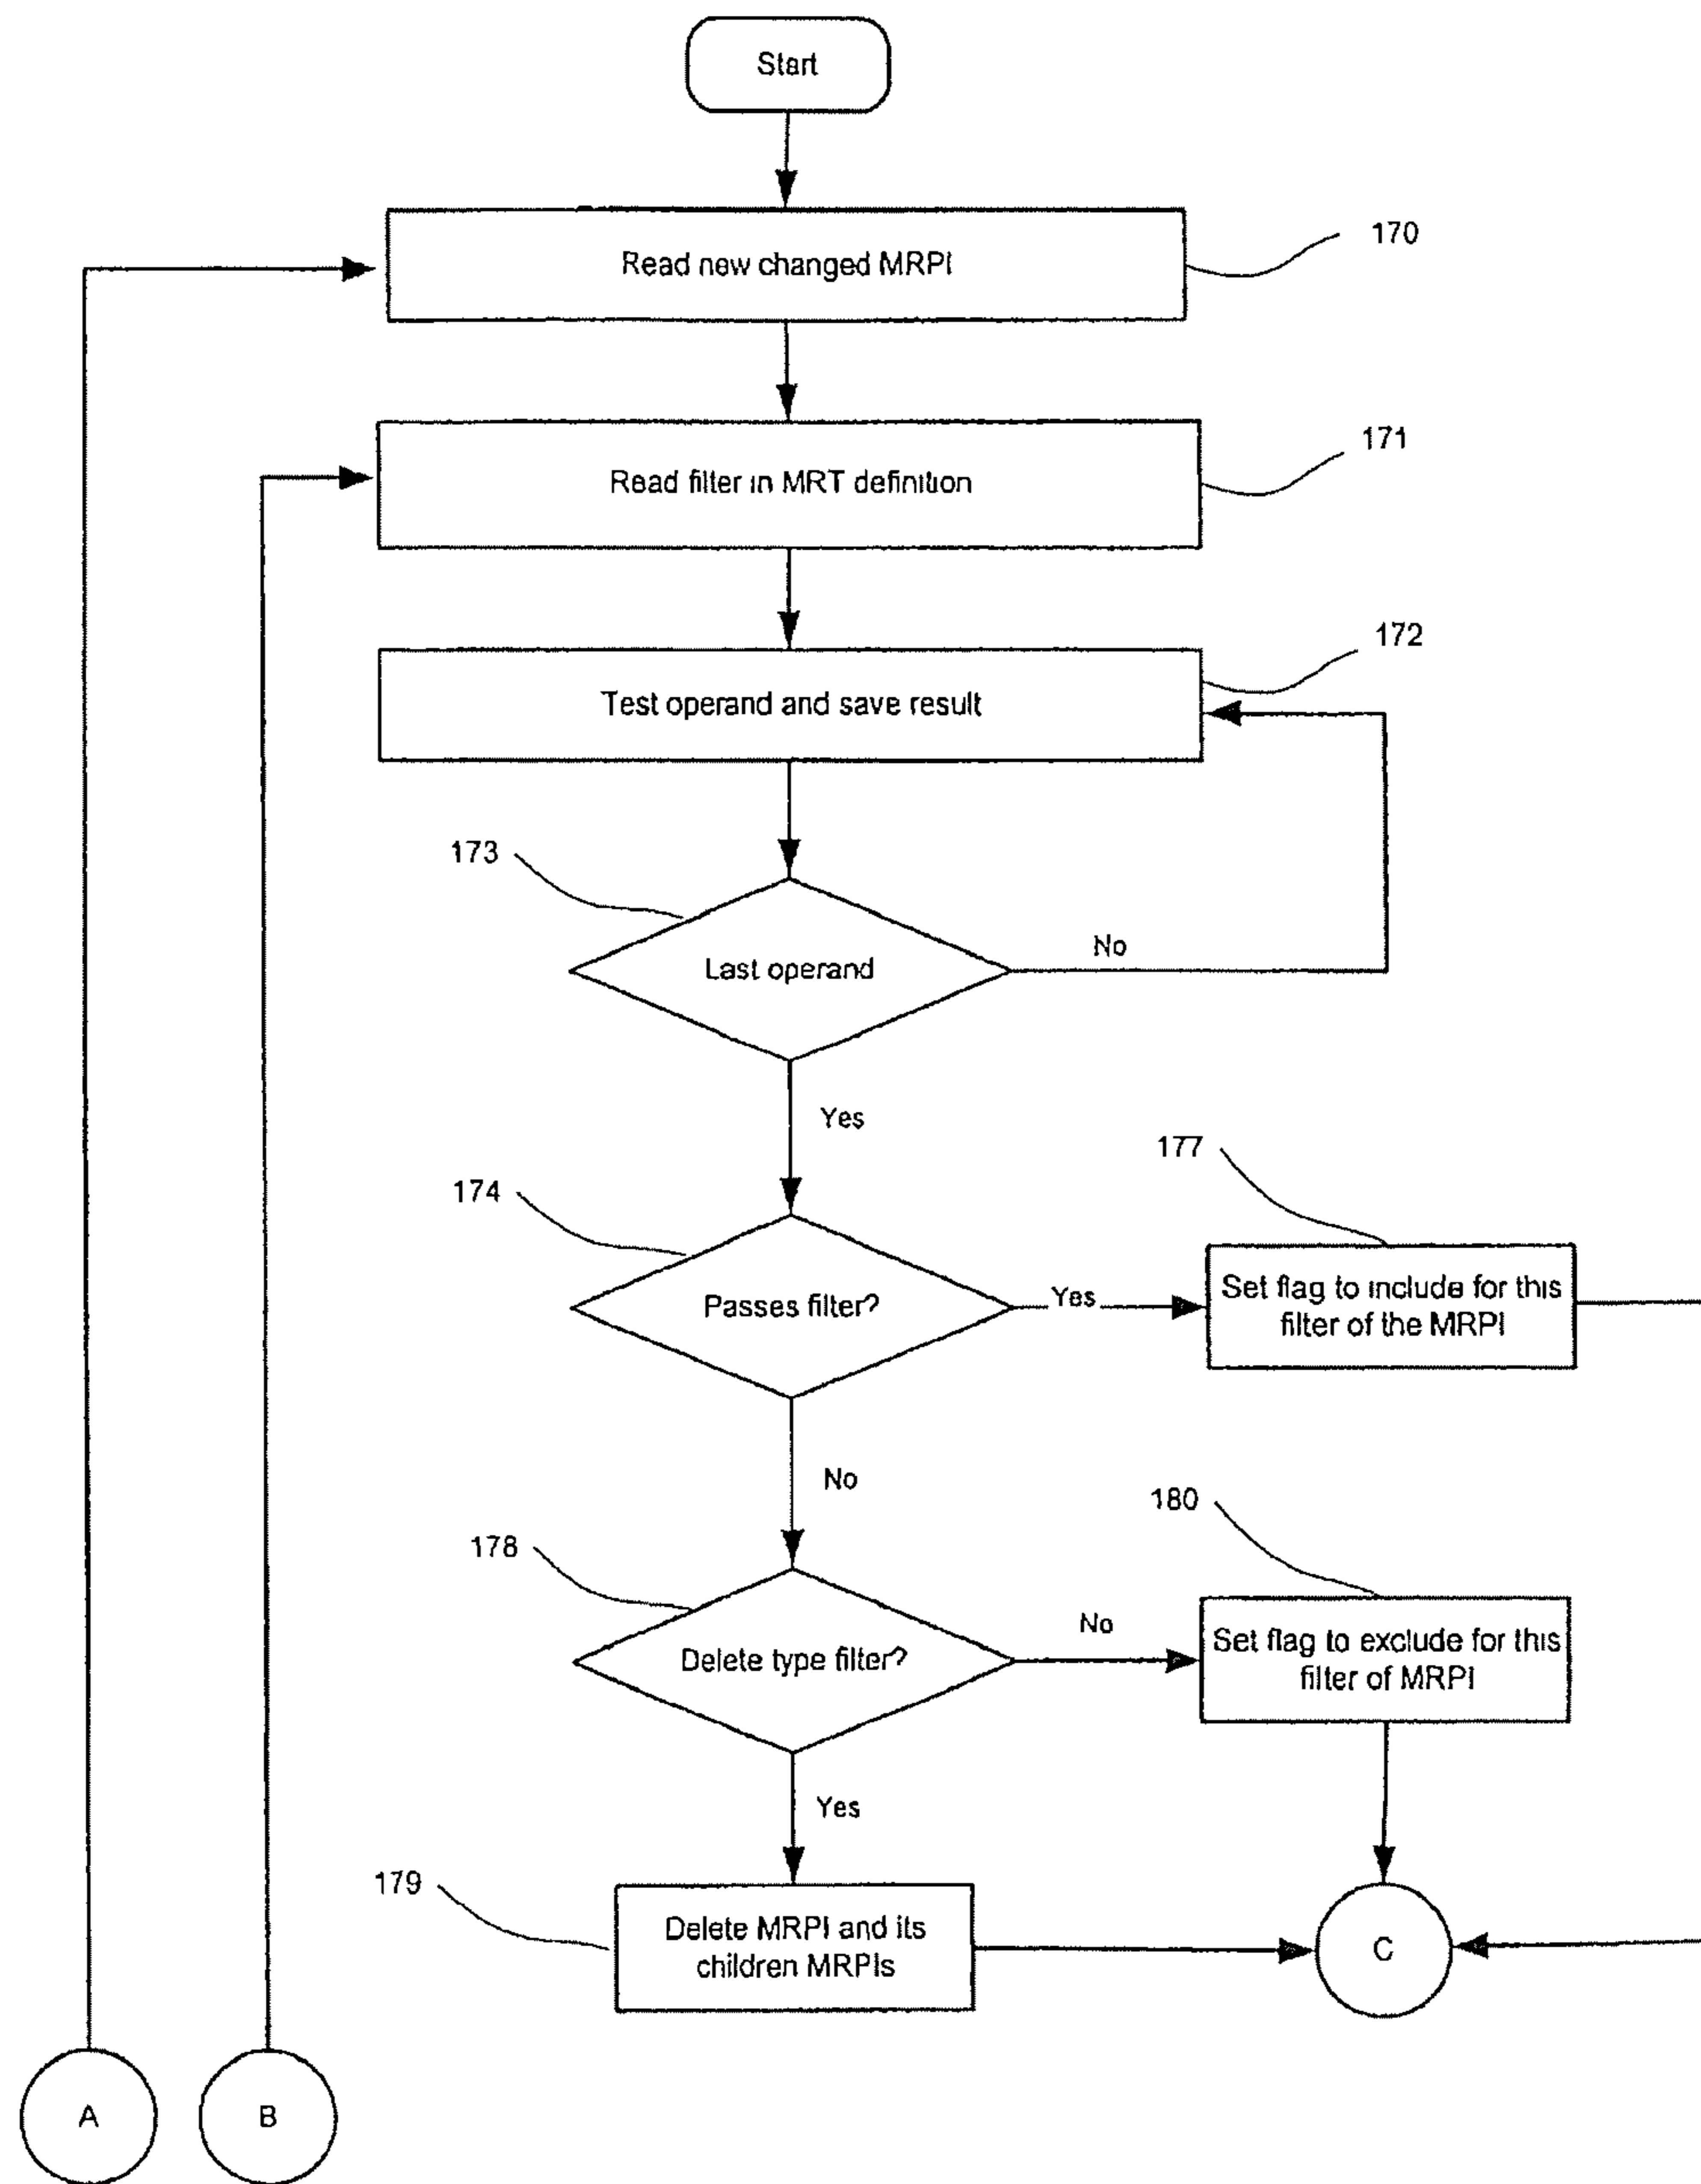 Start
Read new changed MRPI
170
Read filter in MRT definition
171
Test operand and save result
172
173
Last operand
No
Yes
174
Passes filter?
Yes
177
Set flag to include for this
filter of the MRPI
No
178
Delete type filter?
No
180
Set flag to exclude for this
filter of MRPI
Yes
179
Delete MRPI and its
children MRPIs
C
A
B